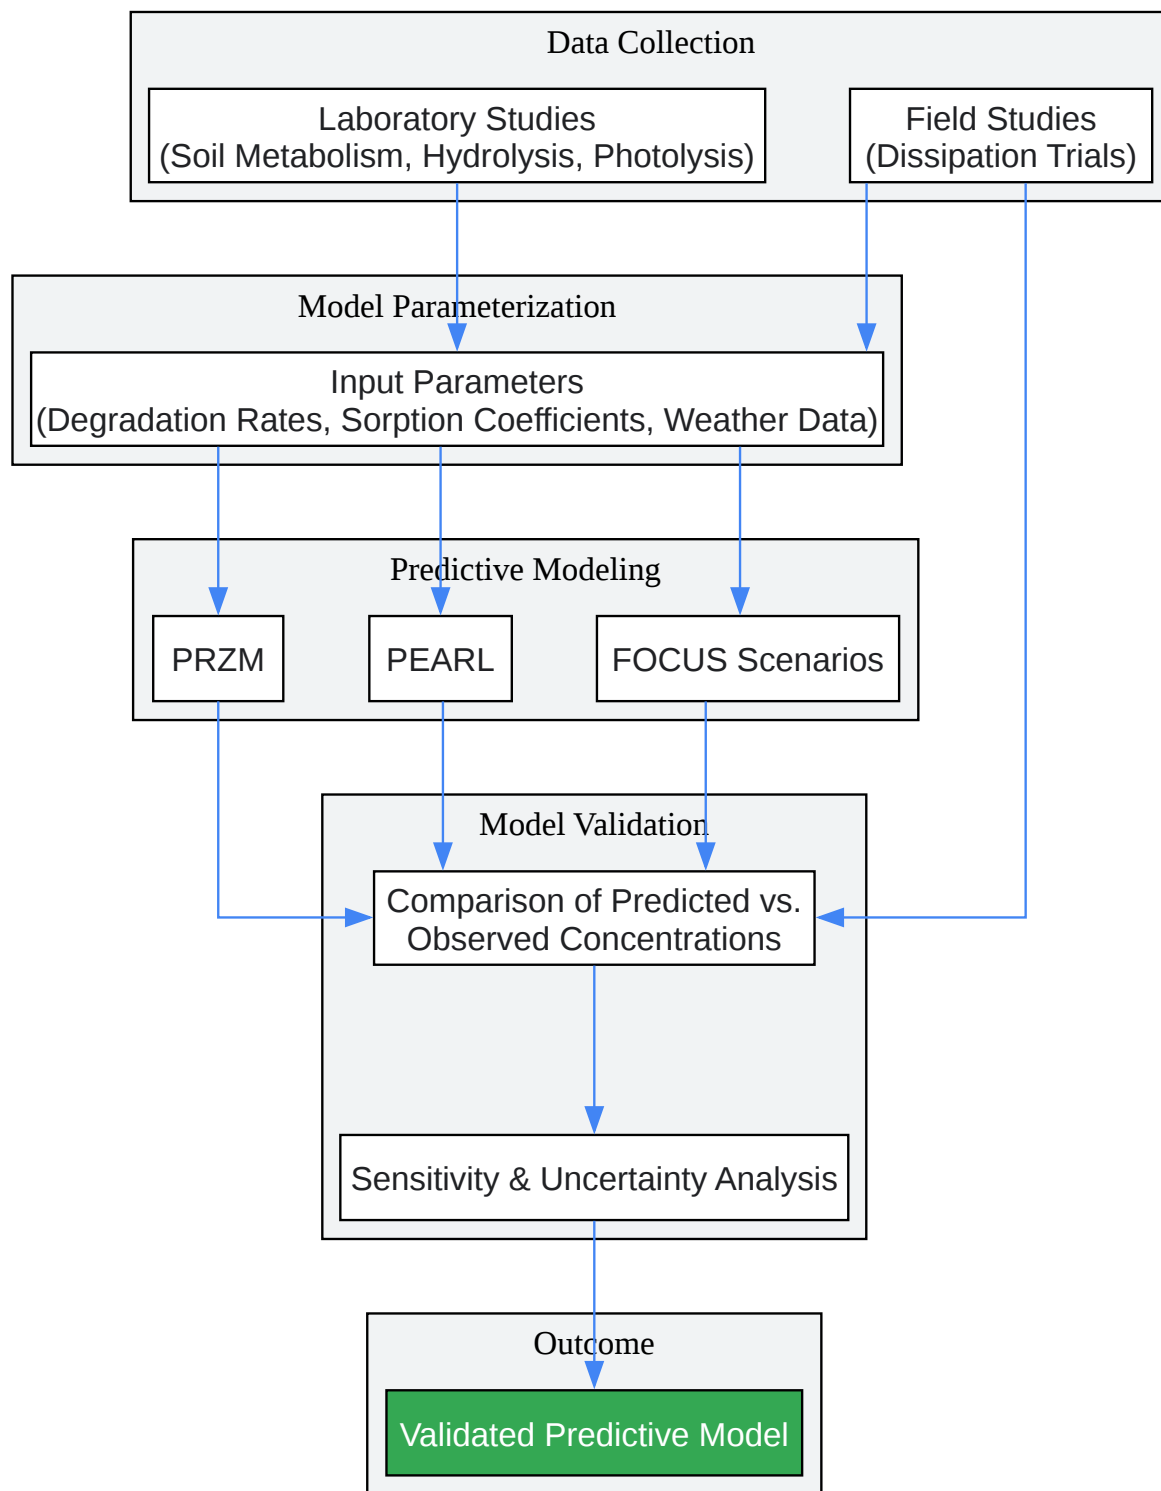 Data Collection
Laboratory Studies
(Soil Metabolism, Hydrolysis, Photolysis)
Field Studies
(Dissipation Trials)
Model Parameterization
Input Parameters
(Degradation Rates, Sorption Coefficients, Weather Data)
Predictive Modeling
PRZM
PEARL
FOCUS Scenarios
Model Validation
Comparison of Predicted vs.
Observed Concentrations
Sensitivity & Uncertainty Analysis
Outcome
Validated Predictive Model